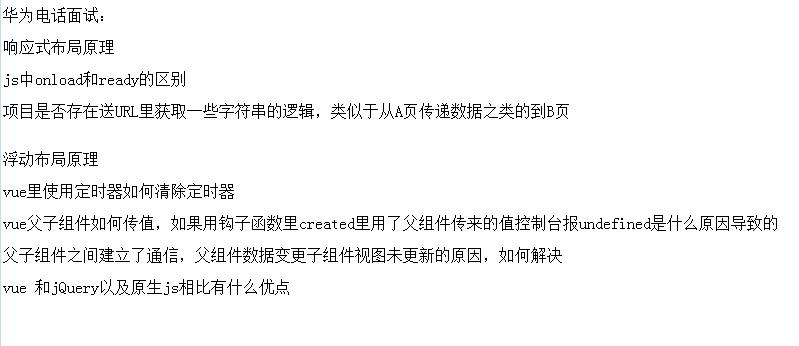 华为电话面试：
响应式布局原理
js中onload和ready的区别
项目是否存在送URL里获取一些字符串的逻辑，类似于从A页传递数据之类的到B页
浮动布局原理
vue里使用定时器如何清除定时器
vue父子组件如何传值，如果用钩子函数里created里用了父组件传来的值控制台报undefined是什么原因导致的
父子组件之间建立了通信，父组件数据变更子组件视图未更新的原因，如何解决
vue 和jQuery以及原生js相比有什么优点